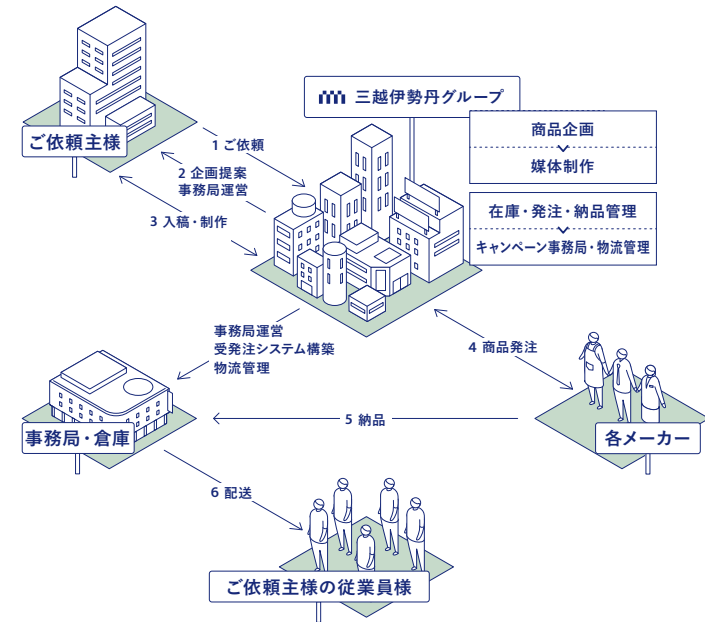 三越伊勢丹グループ
商品企画
媒体制作
在庫・発注・納品管理
キャンペーン事務局・物流管理
ご依頼主様
1 ご依頼
2 企画提案
事務局運営
3 入稿・制作
事務局運営
受発注システム構築
物流管理
4 商品発注
各メーカー
5 納品
事務局・倉庫
6 配送
ご依頼主様の従業員様